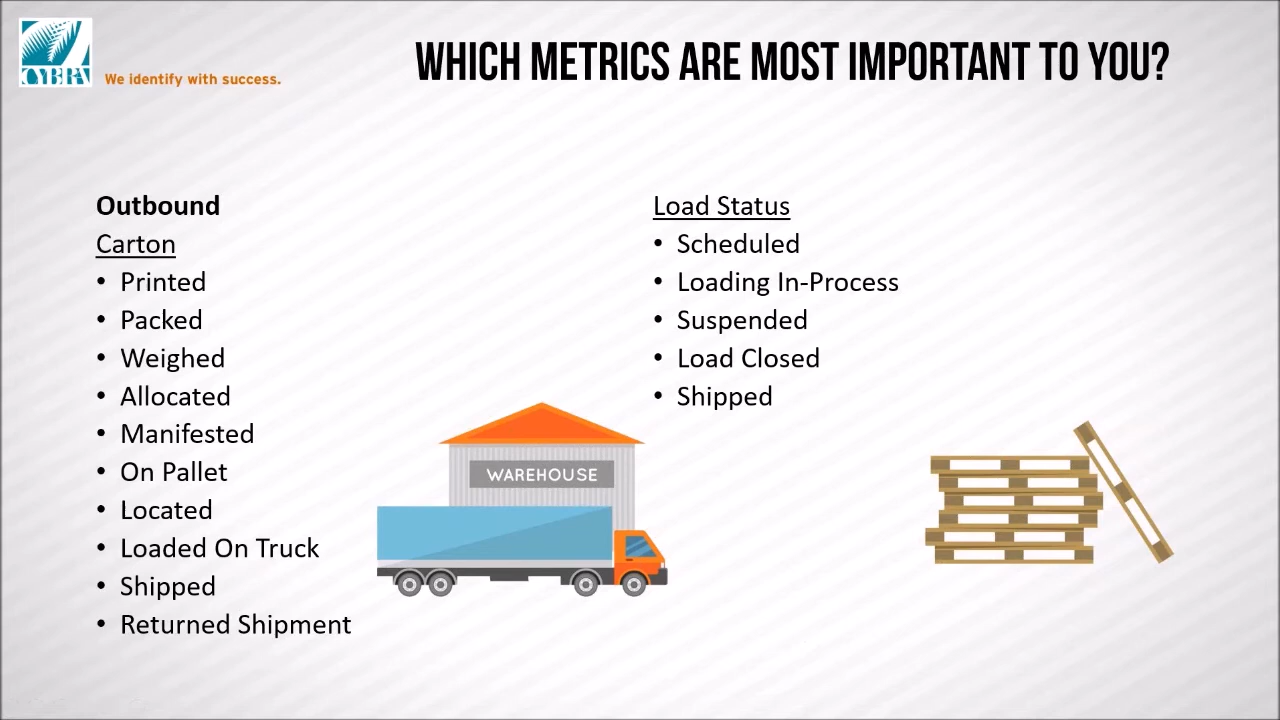 CYBRA
We identify with success.
WHICH METRICS ARE MOST IMPORTANT TO YOU?
Outbound
Carton
• Printed
• Packed
• Weighed
• Allocated
• Manifested
• On Pallet
• Located
• Loaded On Truck
• Shipped
• Returned Shipment
Load Status
• Scheduled
• Loading In-Process
• Suspended
• Load Closed
• Shipped
WAREHOUSE